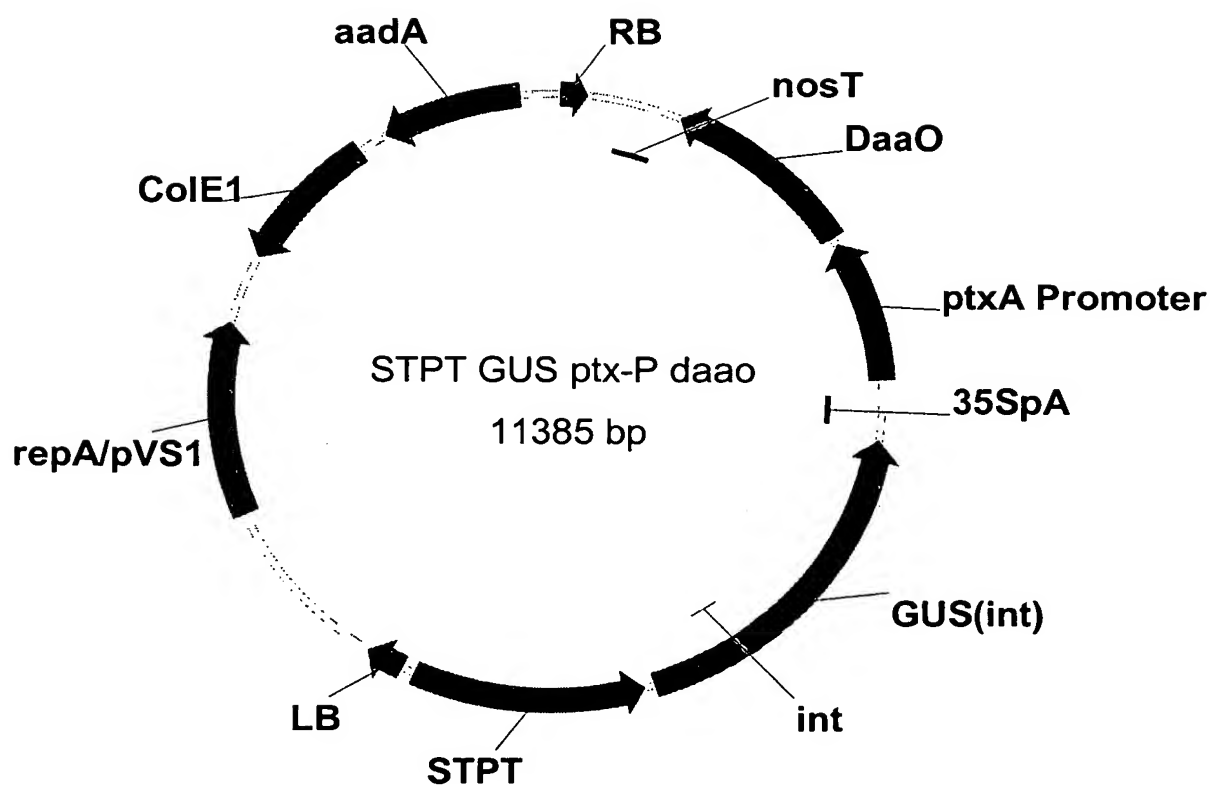 aadA
RB
nosT
DaaO
ColE1
ptxA Promoter
STPT GUS ptx-P daao
11385 bp
35SpA
repA/pVS1
GUS(int)
int
LB
STPT